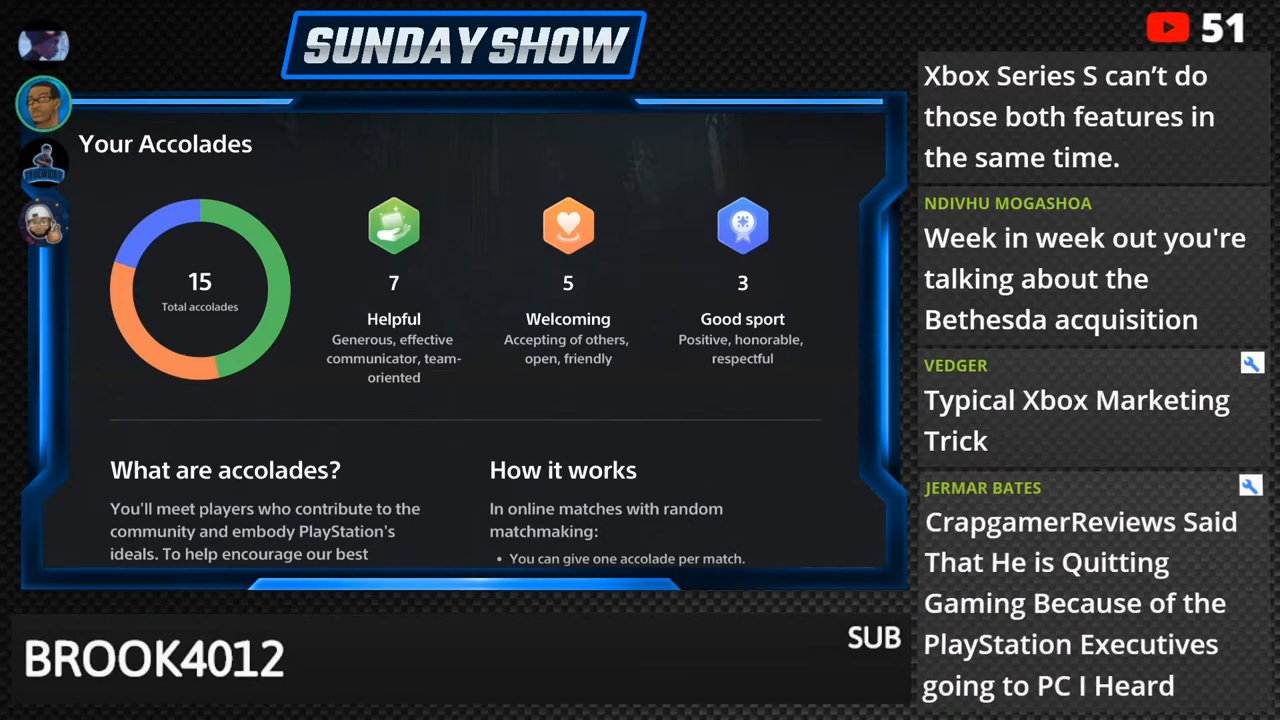 SUNDAY SHOW
51
Your Accolades
15
Total accolades
7
Helpful
Generous, effective
communicator, team-
oriented
5
Welcoming
Accepting of others,
open, friendly
3
Good sport
Positive, honorable,
respectful
What are accolades?
You'll meet players who contribute to the
community and embody PlayStation's
ideals. To help encourage our best
How it works
In online matches with random
matchmaking:
• You can give one accolade per match.
BROOK4012
SUB
Xbox Series S can’t do
those both features in
the same time.
NDIVHU MOGASHOA
Week in week out you're
talking about the
Bethesda acquisition
VEDGER
Typical Xbox Marketing
Trick
JERMAR BATES
CrapgamerReviews Said
That He is Quitting
Gaming Because of the
PlayStation Executives
going to PC I Heard